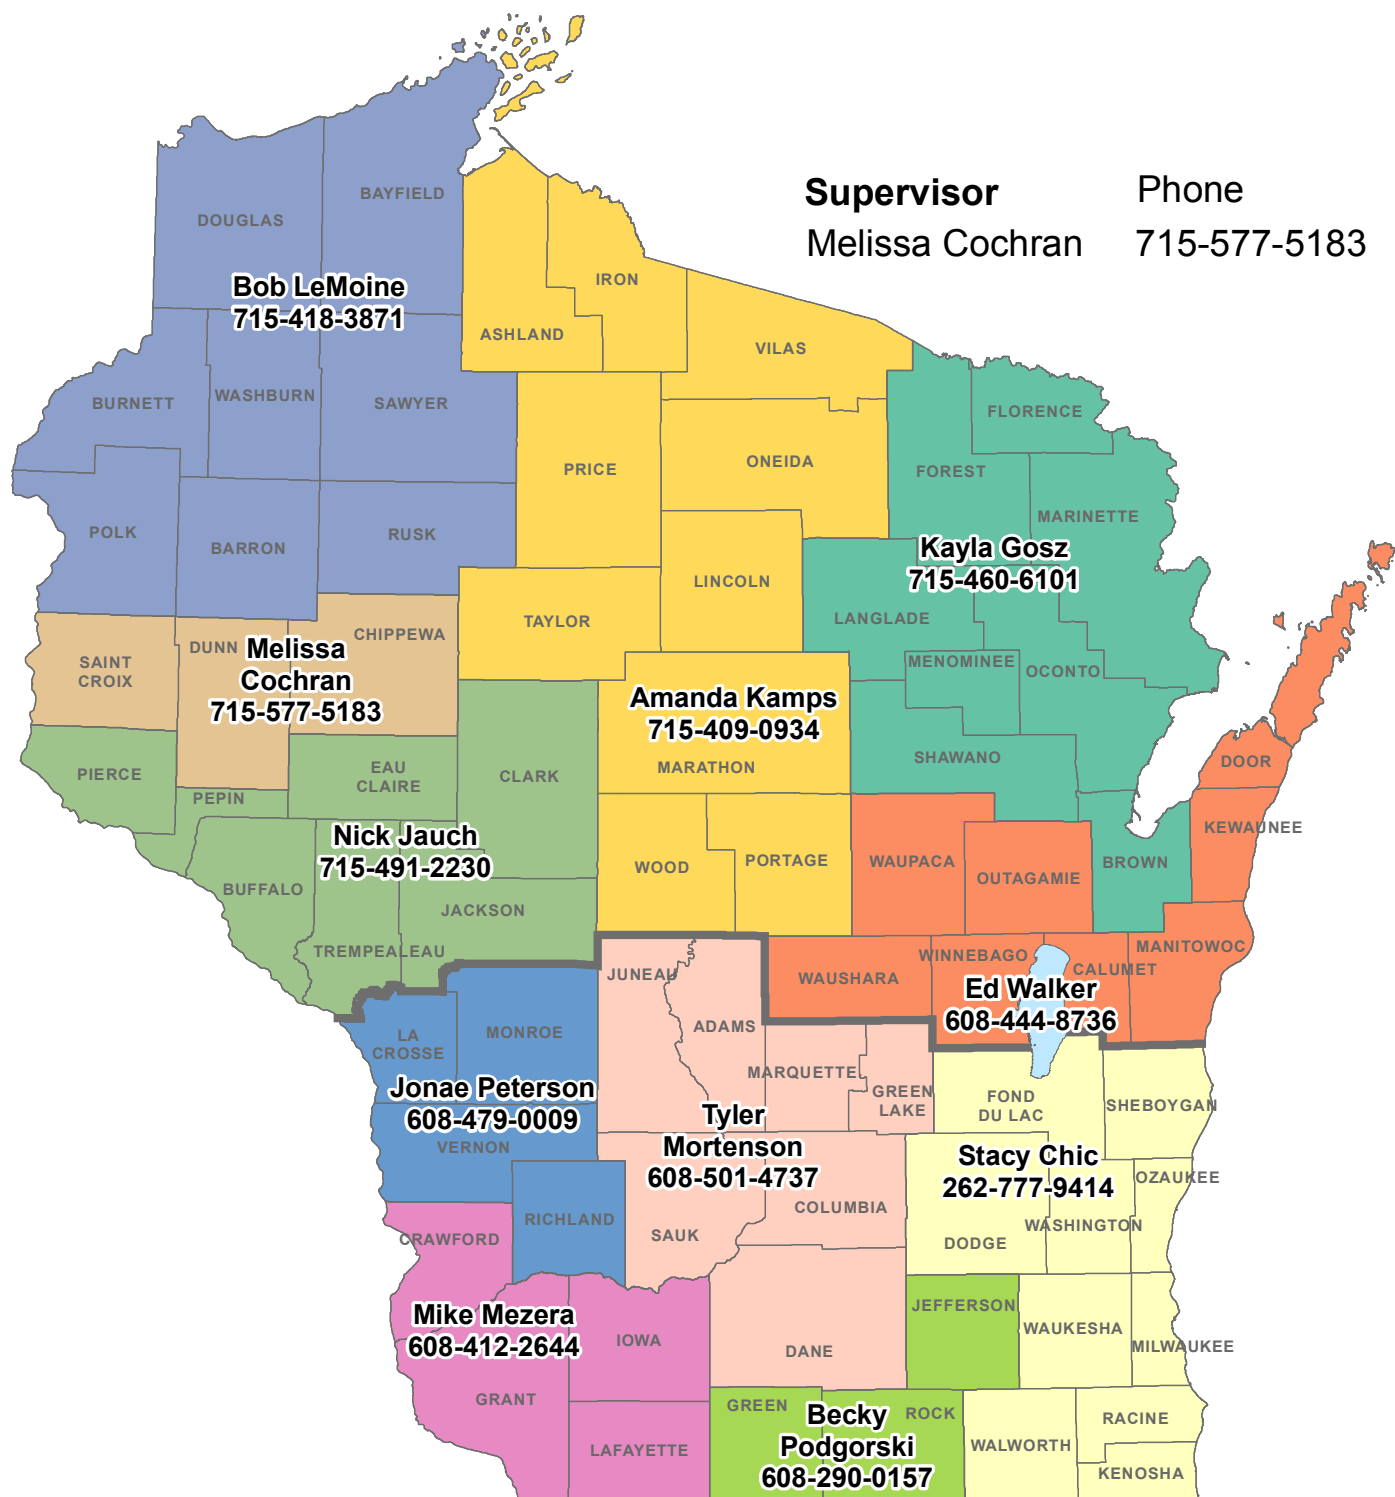 Supervisor Phone
Melissa Cochran 715-577-5183
BAYFIELD
DOUGLAS
Bob LeMoine
715-418-3871
IRON
ASHLAND
VILAS
BURNETT
WASHBURN
SAWYER
FLORENCE
PRICE
ONEIDA
FOREST
MARINETTE
POLK
BARRON
RUSK
Kayla Gosz
715-460-6101
LINCOLN
TAYLOR
LANGLADE
CHIPPEWA
DUNN
SAINT
CROIX
Melissa
Cochran
715-577-5183
MENOMINEE
OCONTO
Amanda Kamps
715-409-0934
MARATHON
SHAWANO
DOOR
PIERCE
EAU
CLAIRE
CLARK
PEPIN
KEWAUNEE
Nick Jauch
715-491-2230
WOOD
PORTAGE
WAUPACA
OUTAGAMIE
BROWN
BUFFALO
JACKSON
TREMPEALEAU
JUNEAU
WAUSHARA
WINNEBAGO
CALUMET
MANITOWOC
Ed Walker
608-444-8736
LA
CROSSE
MONROE
ADAMS
MARQUETTE
GREEN
LAKE
FOND
DU LAC
SHEBOYGAN
Jonae Peterson
608-479-0009
VERNON
Tyler
Mortenson
608-501-4737
Stacy Chic
262-777-9414
OZAUKEE
WASHINGTON
RICHLAND
COLUMBIA
SAUK
DODGE
CRAWFORD
Mike Mezera
608-412-2644
IOWA
DANE
JEFFERSON
WAUKESHA
MILWAUKEE
GRANT
GREEN
ROCK
Becky
Podgorski
608-290-0157
LAFAYETTE
WALWORTH
RACINE
KENOSHA